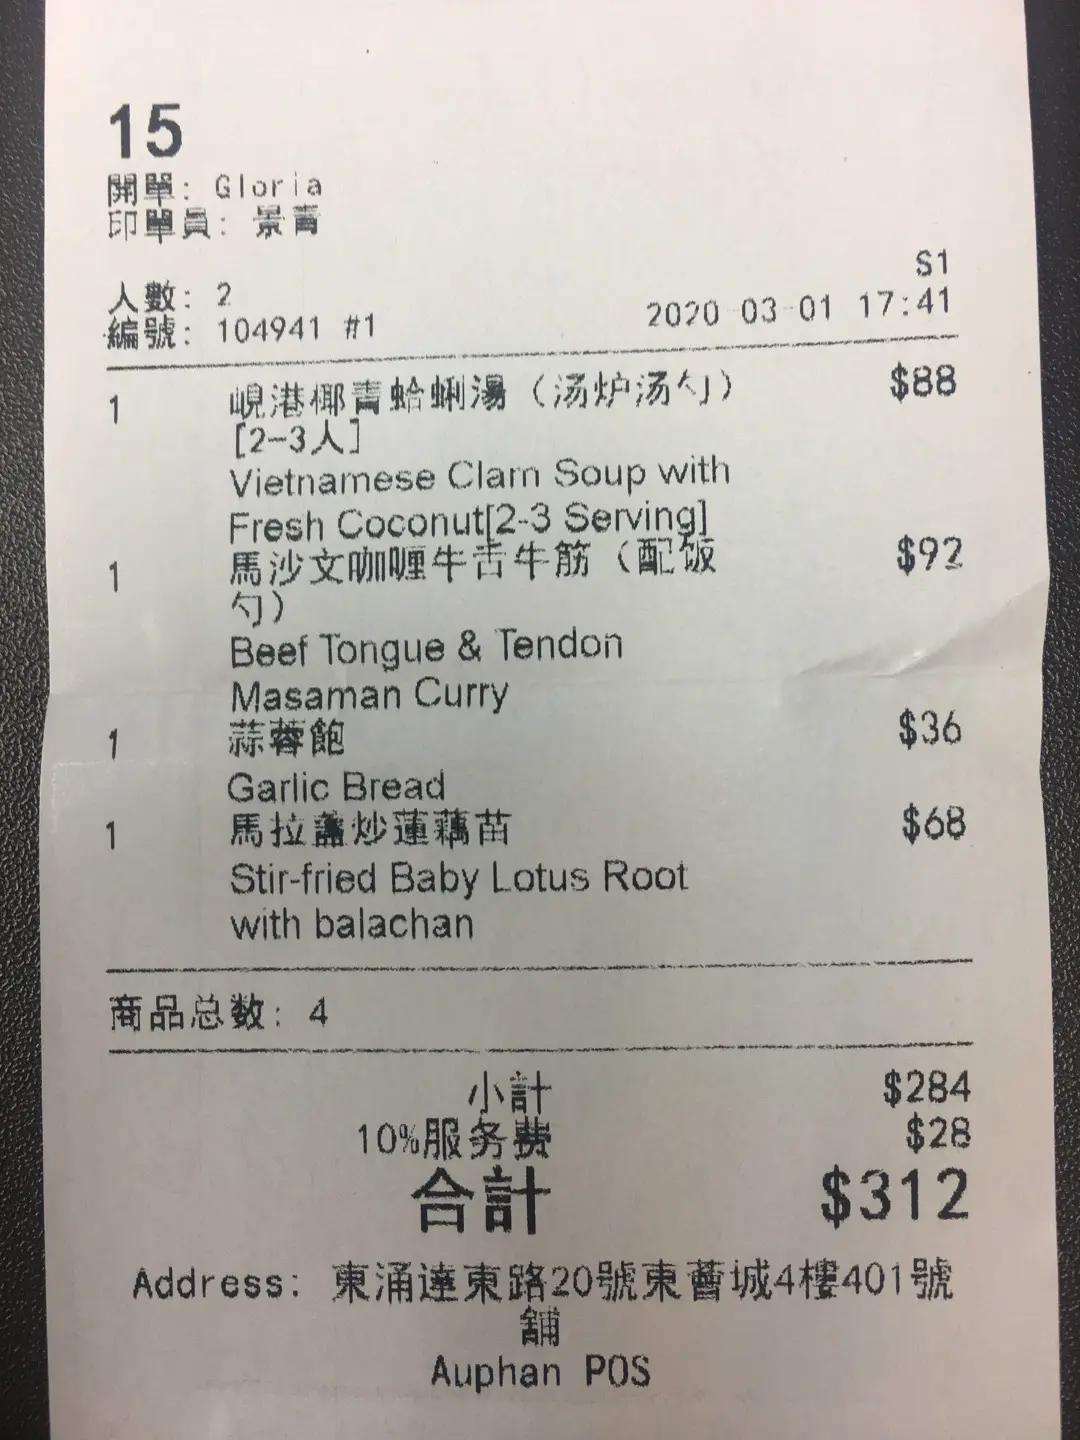 15
開單: Gloria
印單員: 景青
S1
人數: 2
2020-03-01 17:41
編號: 104941 #1
1 峴港椰青蛤蜊湯（汤炉汤勺） $88
[2-3人]
Vietnamese Clam Soup with
Fresh Coconut[2-3 Serving]
1 馬沙文咖喱牛舌牛筋（配饭 $92
勺）
Beef Tongue & Tendon
Masaman Curry
1 蒜蓉飽 $36
Garlic Bread
1 馬拉盞炒蓮藕苗 $68
Stir-fried Baby Lotus Root
with balachan
商品总数: 4
小計 $284
10%服务费 $28
合計 $312
Address: 東涌達東路20號東薈城4樓401號
舖
Auphan POS